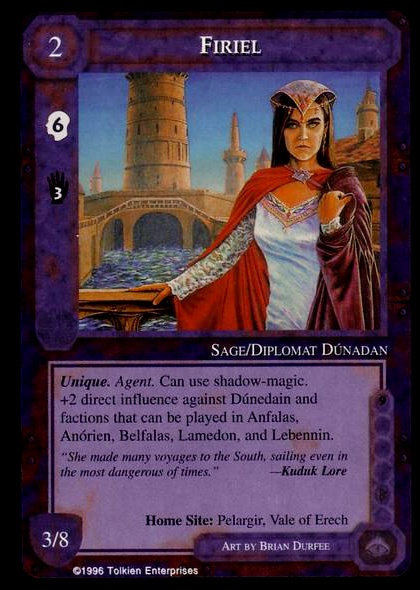 2
FIRIEL
6
3
SAGE/DIPLOMAT DÚNADAN
Unique. Agent. Can use shadow-magic.
+2 direct influence against Dúnedain and
factions that can be played in Anfalas,
Anórien, Belfalas, Lamedon, and Lebennin.
9
“She made many voyages to the South, sailing even in
the most dangerous of times.” —Kuduk Lore
Home Site: Pelargir, Vale of Erech
3/8
ART BY BRIAN DURFEE
©1996 Tolkien Enterprises